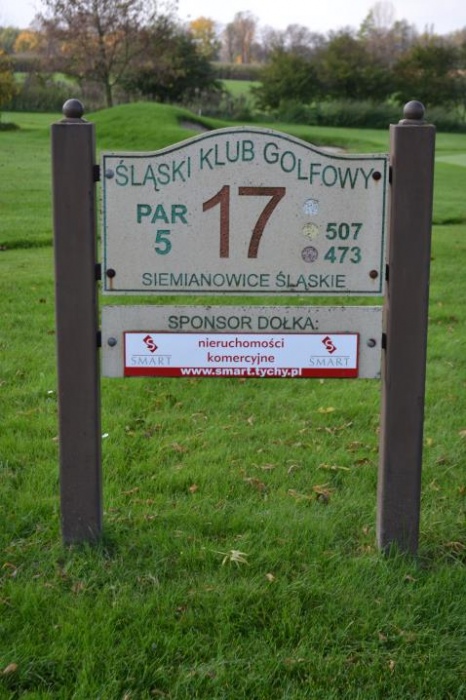 ŚLĄSKI KLUB GOLFOWY
PAR 5
17
507
473
SIEMIANOWICE ŚLĄSKIE
SPONSOR DOŁKA:
SMART
nieruchomości
komercyjne
SMART
www.smart.tychy.pl